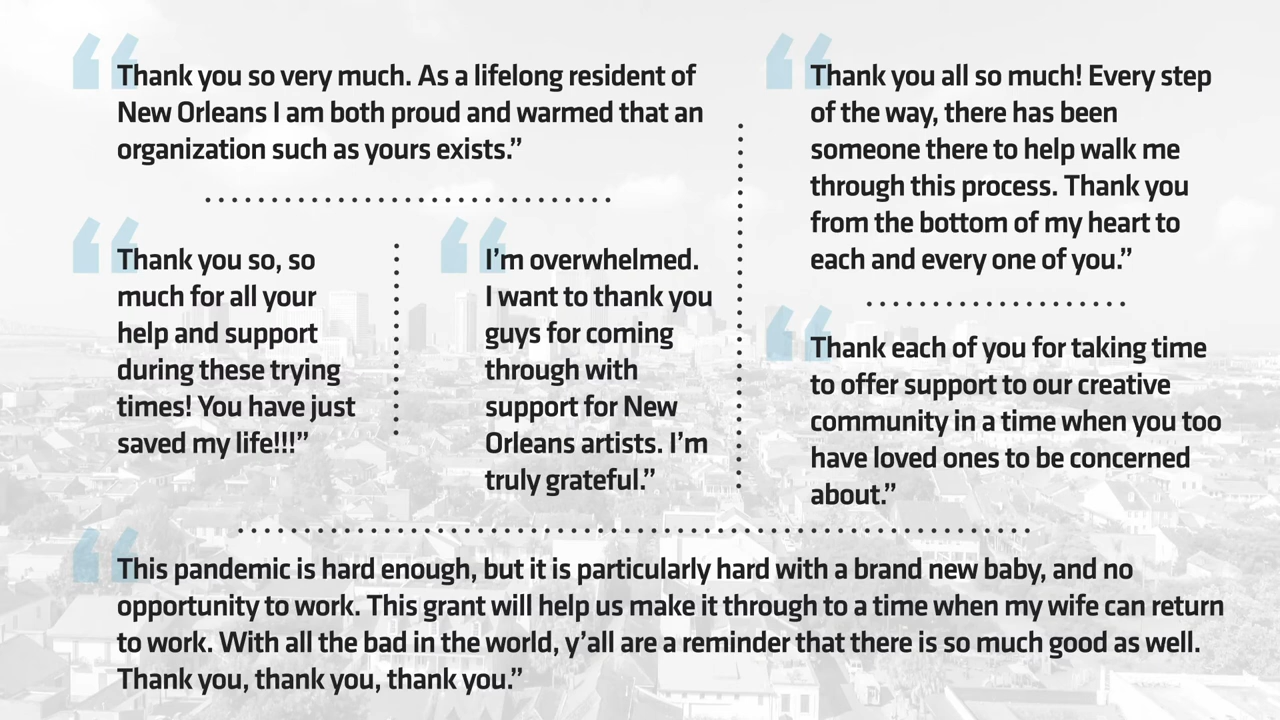 “Thank you so very much. As a lifelong resident of
New Orleans I am both proud and warmed that an
organization such as yours exists.”
“Thank you so, so
much for all your
help and support
during these trying
times! You have just
saved my life!!!”
“I’m overwhelmed.
I want to thank you
guys for coming
through with
support for New
Orleans artists. I’m
truly grateful.”
“Thank you all so much! Every step
of the way, there has been
someone there to help walk me
through this process. Thank you
from the bottom of my heart to
each and every one of you.”
“Thank each of you for taking time
to offer support to our creative
community in a time when you too
have loved ones to be concerned
about.”
“This pandemic is hard enough, but it is particularly hard with a brand new baby, and no
opportunity to work. This grant will help us make it through to a time when my wife can return
to work. With all the bad in the world, y’all are a reminder that there is so much good as well.
Thank you, thank you, thank you.”